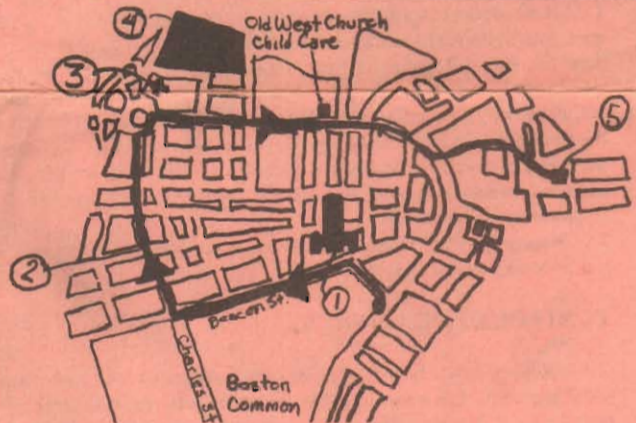 4
Old West Church
Child Care
3
5
2
1
Beacon St.
Charles St
Boston
Common